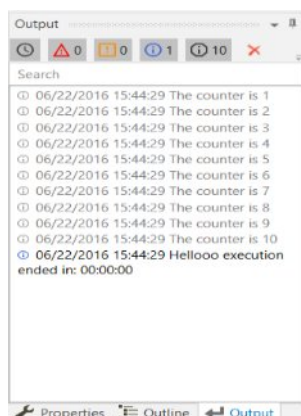 Output
0 0 1 10
Search
06/22/2016 15:44:29 The counter is 1
06/22/2016 15:44:29 The counter is 2
06/22/2016 15:44:29 The counter is 3
06/22/2016 15:44:29 The counter is 4
06/22/2016 15:44:29 The counter is 5
06/22/2016 15:44:29 The counter is 6
06/22/2016 15:44:29 The counter is 7
06/22/2016 15:44:29 The counter is 8
06/22/2016 15:44:29 The counter is 9
06/22/2016 15:44:29 The counter is 10
06/22/2016 15:44:29 Hellooo execution
ended in: 00:00:00
Properties Outline Output